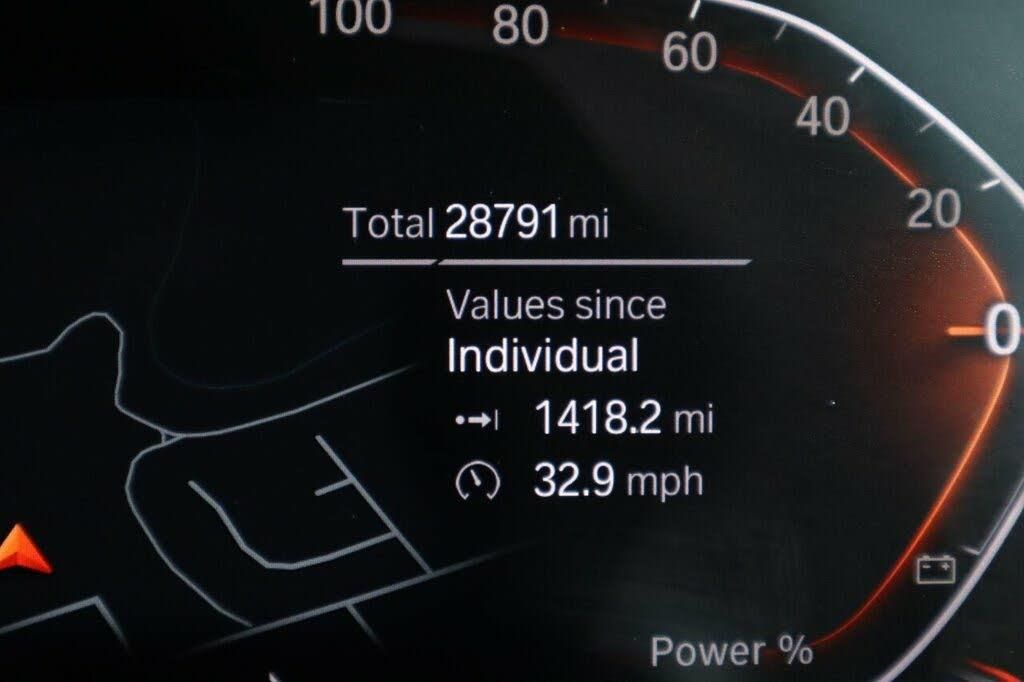 100
80
60
40
20
0
Total 28791 mi
Values since
Individual
1418.2 mi
32.9 mph
Power %